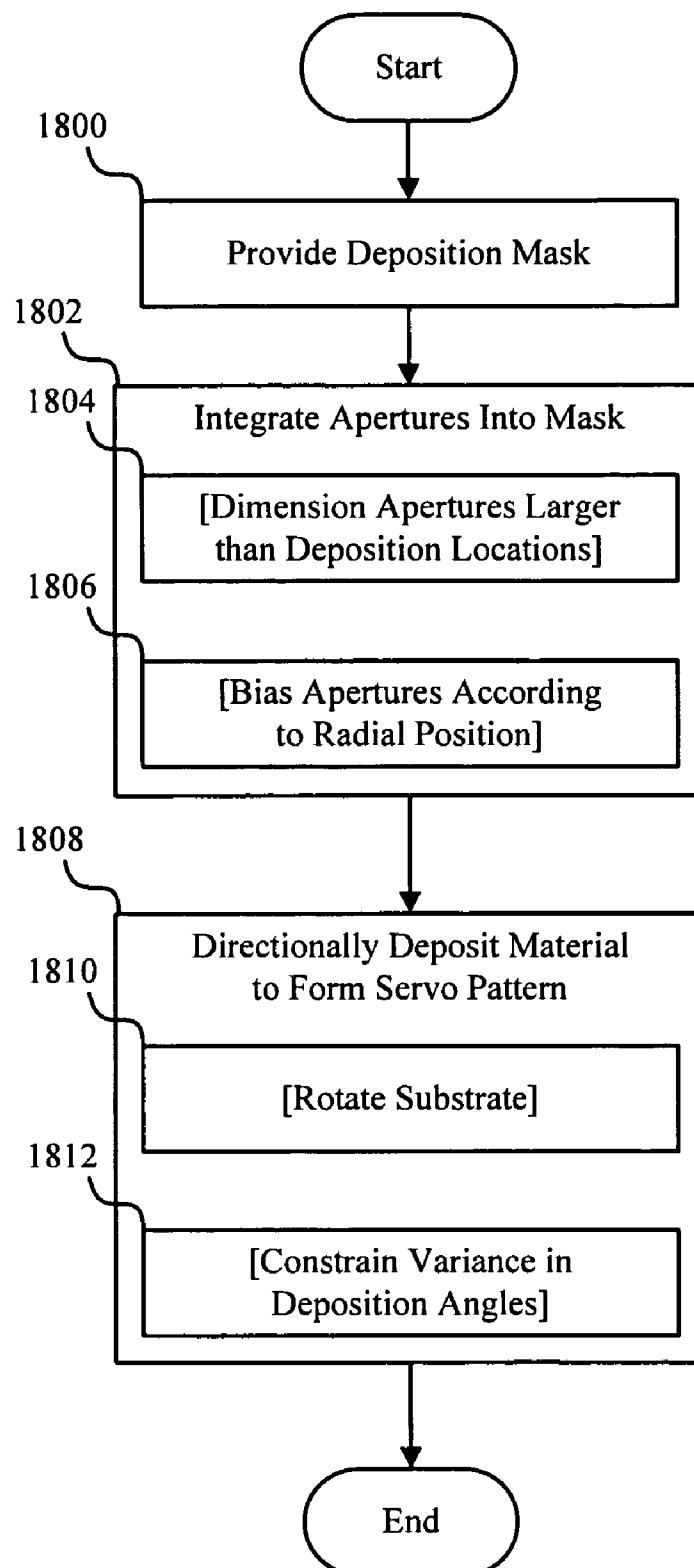 Start
1800
Provide Deposition Mask
1802
Integrate Apertures Into Mask
1804
[Dimension Apertures Larger
than Deposition Locations]
1806
[Bias Apertures According
to Radial Position]
1808
Directionally Deposit Material
to Form Servo Pattern
1810
[Rotate Substrate]
1812
[Constrain Variance in
Deposition Angles]
End